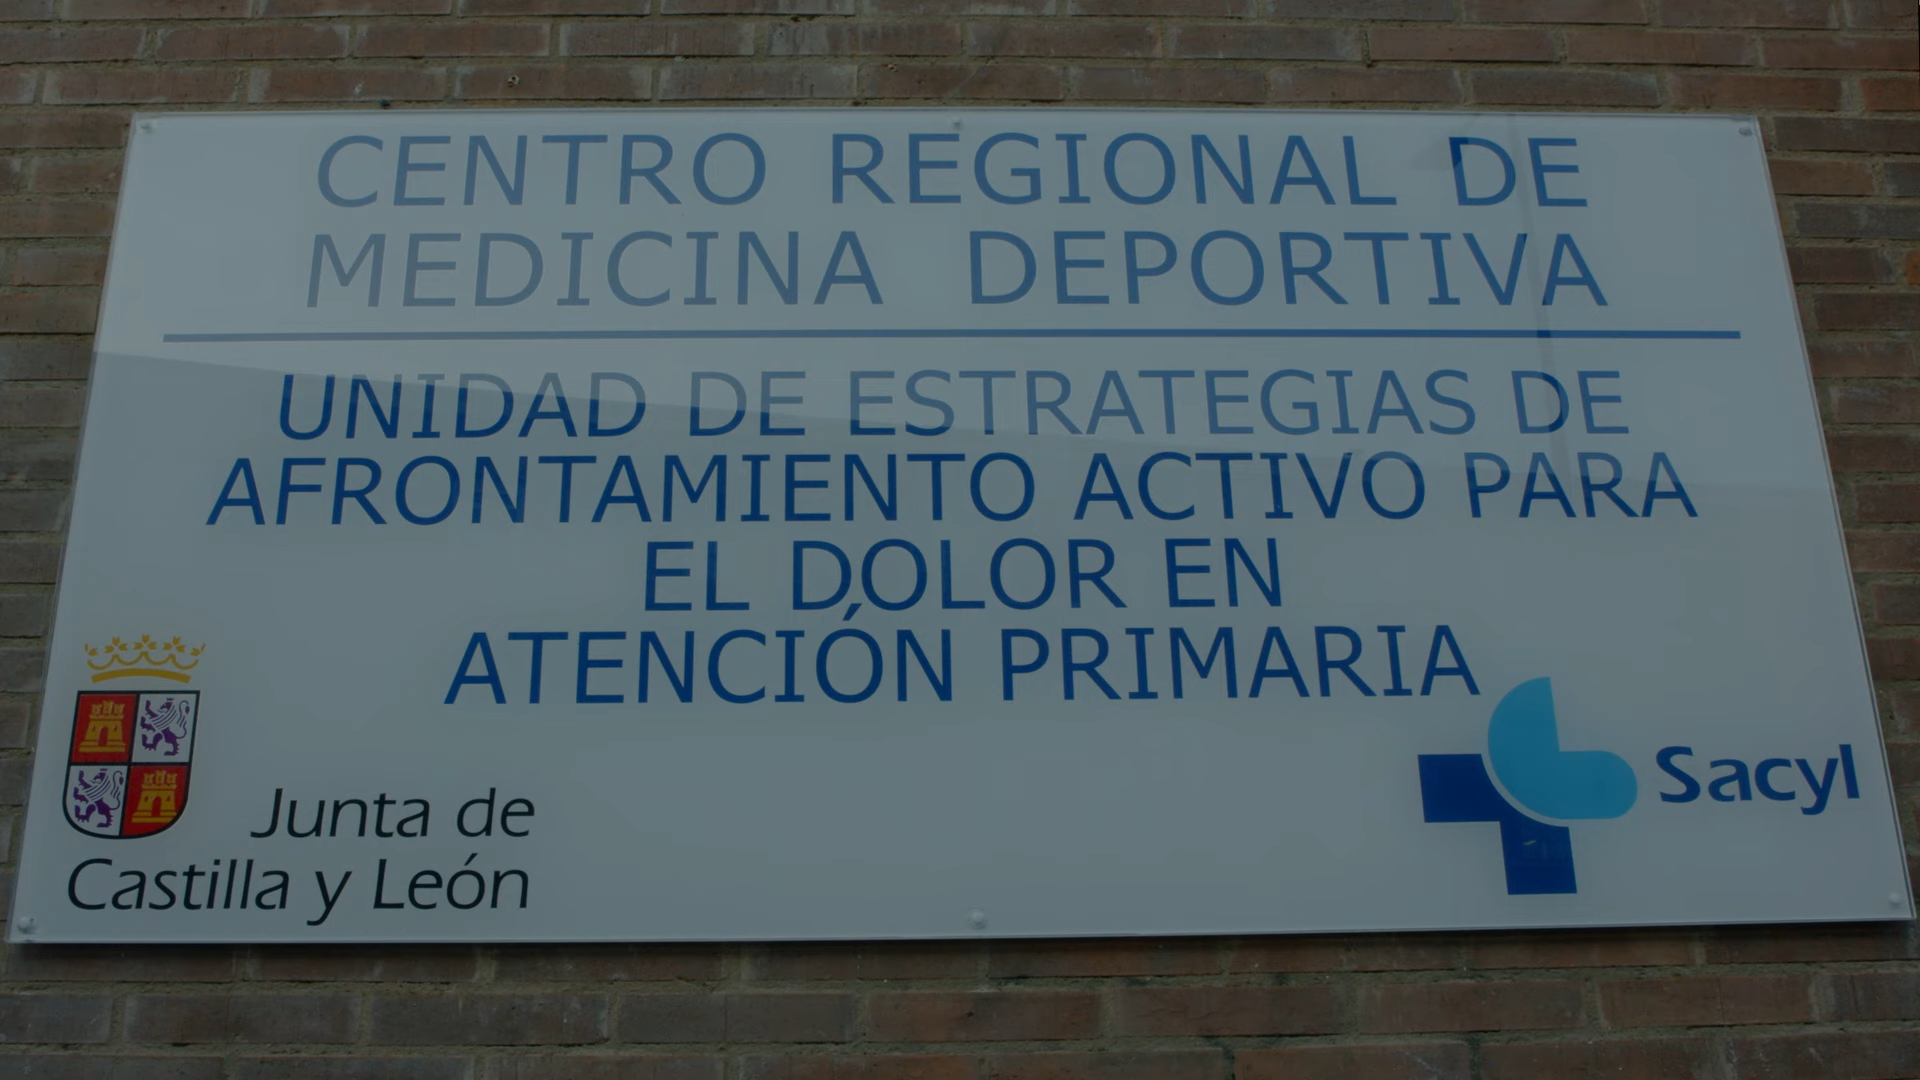 CENTRO REGIONAL DE
MEDICINA DEPORTIVA
UNIDAD DE ESTRATEGIAS DE
AFRONTAMIENTO ACTIVO PARA
EL DOLOR EN
ATENCIÓN PRIMARIA
Sacyl
Junta de
Castilla y León